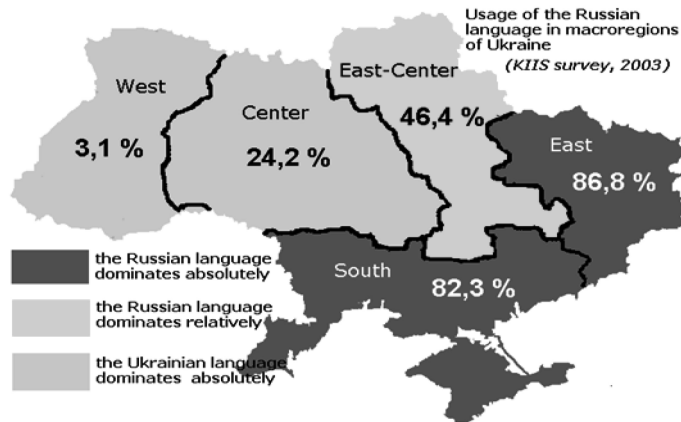 Usage of the Russian
language in macroregions
of Ukraine
(KIIS survey, 2003)
West
3,1 %
Center
24,2 %
East-Center
46,4 %
East
86,8 %
South
82,3 %
the Russian language
dominates absolutely
the Russian language
dominates relatively
the Ukrainian language
dominates absolutely